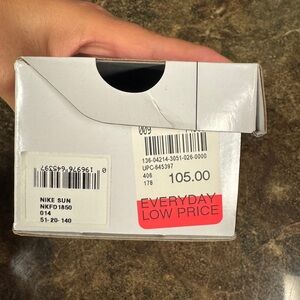 009
136-04214-3051-026-0000
UPC-645397
406
178
105.00
EVERYDAY
LOW PRICE
0 196976 645397
NIKE SUN
NKFD1850
014
51-20-140